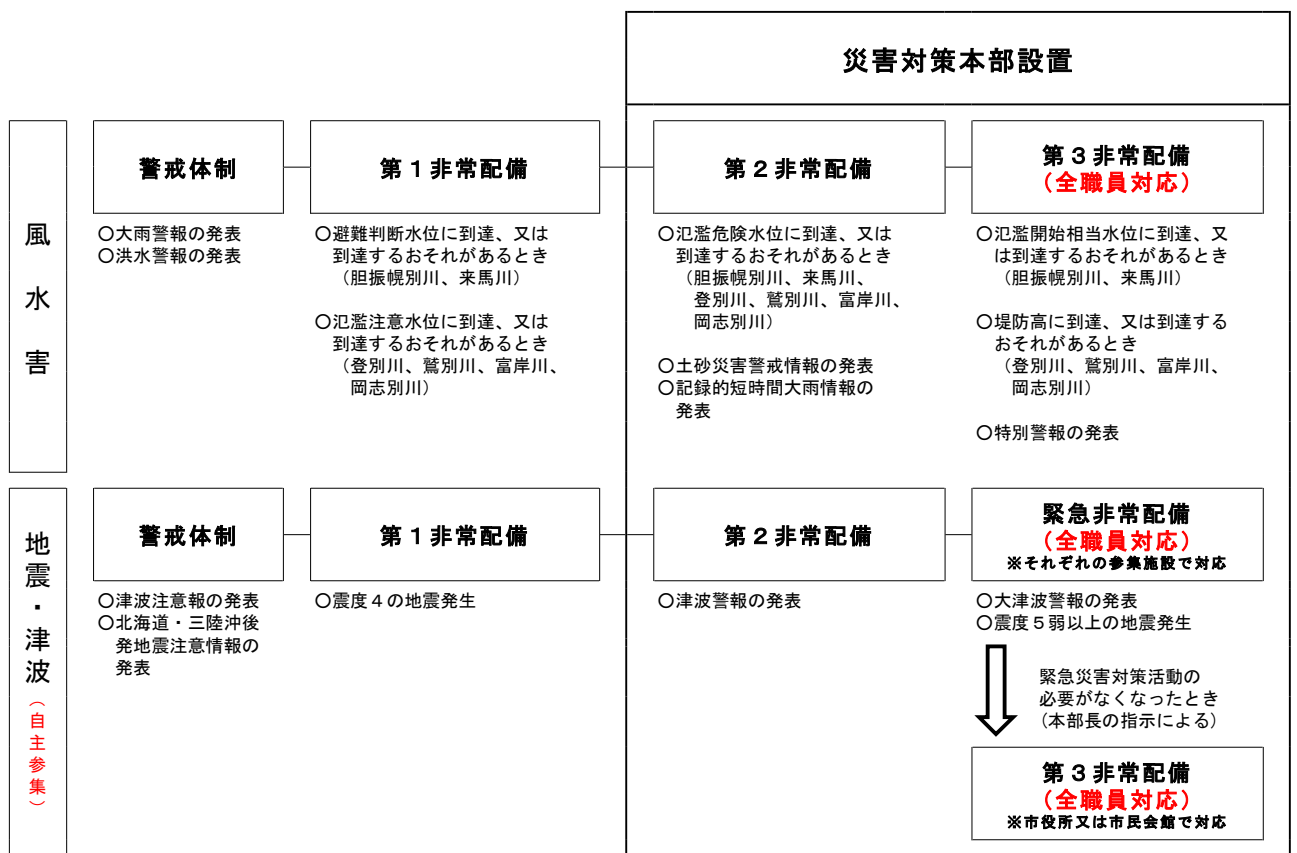 災害対策本部設置
風水害
警戒体制
〇大雨警報の発表
〇洪水警報の発表
第１非常配備
〇避難判断水位に到達、又は
到達するおそれがあるとき
（胆振幌別川、来馬川）
〇氾濫注意水位に到達、又は
到達するおそれがあるとき
（登別川、鷲別川、富岸川、
岡志別川）
第２非常配備
〇氾濫危険水位に到達、又は
到達するおそれがあるとき
（胆振幌別川、来馬川、
登別川、鷲別川、富岸川、
岡志別川）
〇土砂災害警戒情報の発表
〇記録的短時間大雨情報の
発表
第３非常配備
（全職員対応）
〇氾濫開始相当水位に到達、又
は到達するおそれがあるとき
（胆振幌別川、来馬川）
〇堤防高に到達、又は到達する
おそれがあるとき
（登別川、鷲別川、富岸川、
岡志別川）
〇特別警報の発表
地震・津波（自主参集）
警戒体制
〇津波注意報の発表
〇北海道・三陸沖後
発地震注意情報の
発表
第１非常配備
〇震度４の地震発生
第２非常配備
〇津波警報の発表
緊急非常配備
（全職員対応）
※それぞれの参集施設で対応
〇大津波警報の発表
〇震度５弱以上の地震発生
緊急災害対策活動の
必要がなくなったとき
（本部長の指示による）
第３非常配備
（全職員対応）
※市役所又は市民会館で対応